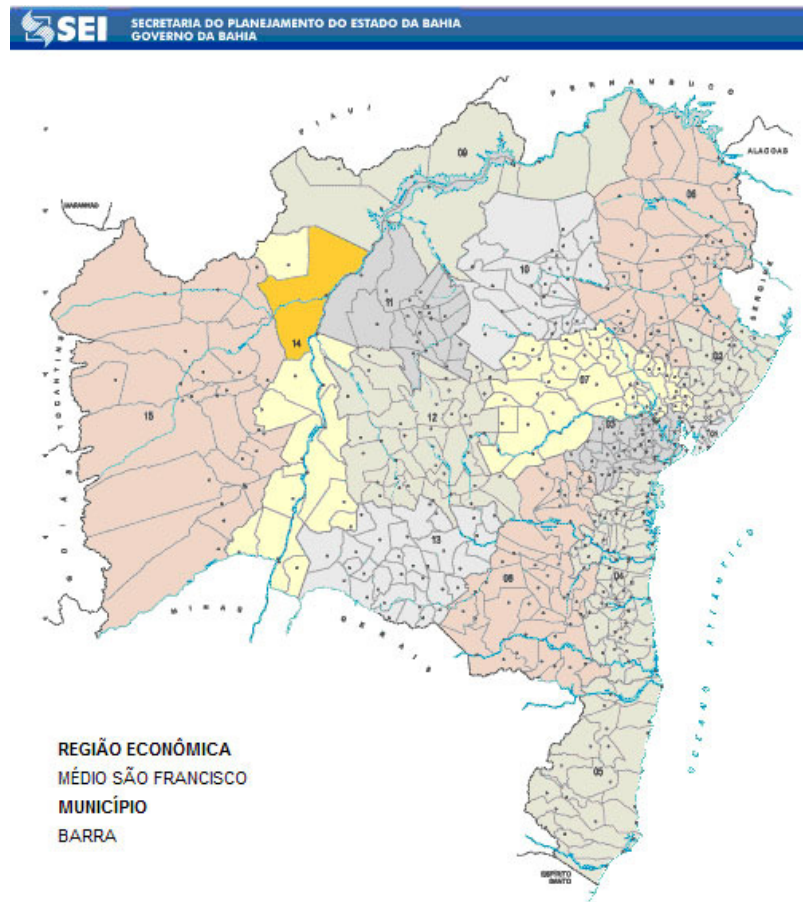 SEI
SECRETARIA DO PLANEJAMENTO DO ESTADO DA BAHIA
GOVERNO DA BAHIA
PERNAMBUCO
PIAUÍ
ALAGOAS
09
06
MARANHÃO
SERGIPE
10
11
TOCANTINS
14
02
07
15
12
03
01
GOIÁS
13
04
08
MINAS
GERAIS
OCEANO ATLÂNTICO
05
REGIÃO ECONÔMICA
MÉDIO SÃO FRANCISCO
MUNICÍPIO
BARRA
ESPÍRITO
SANTO